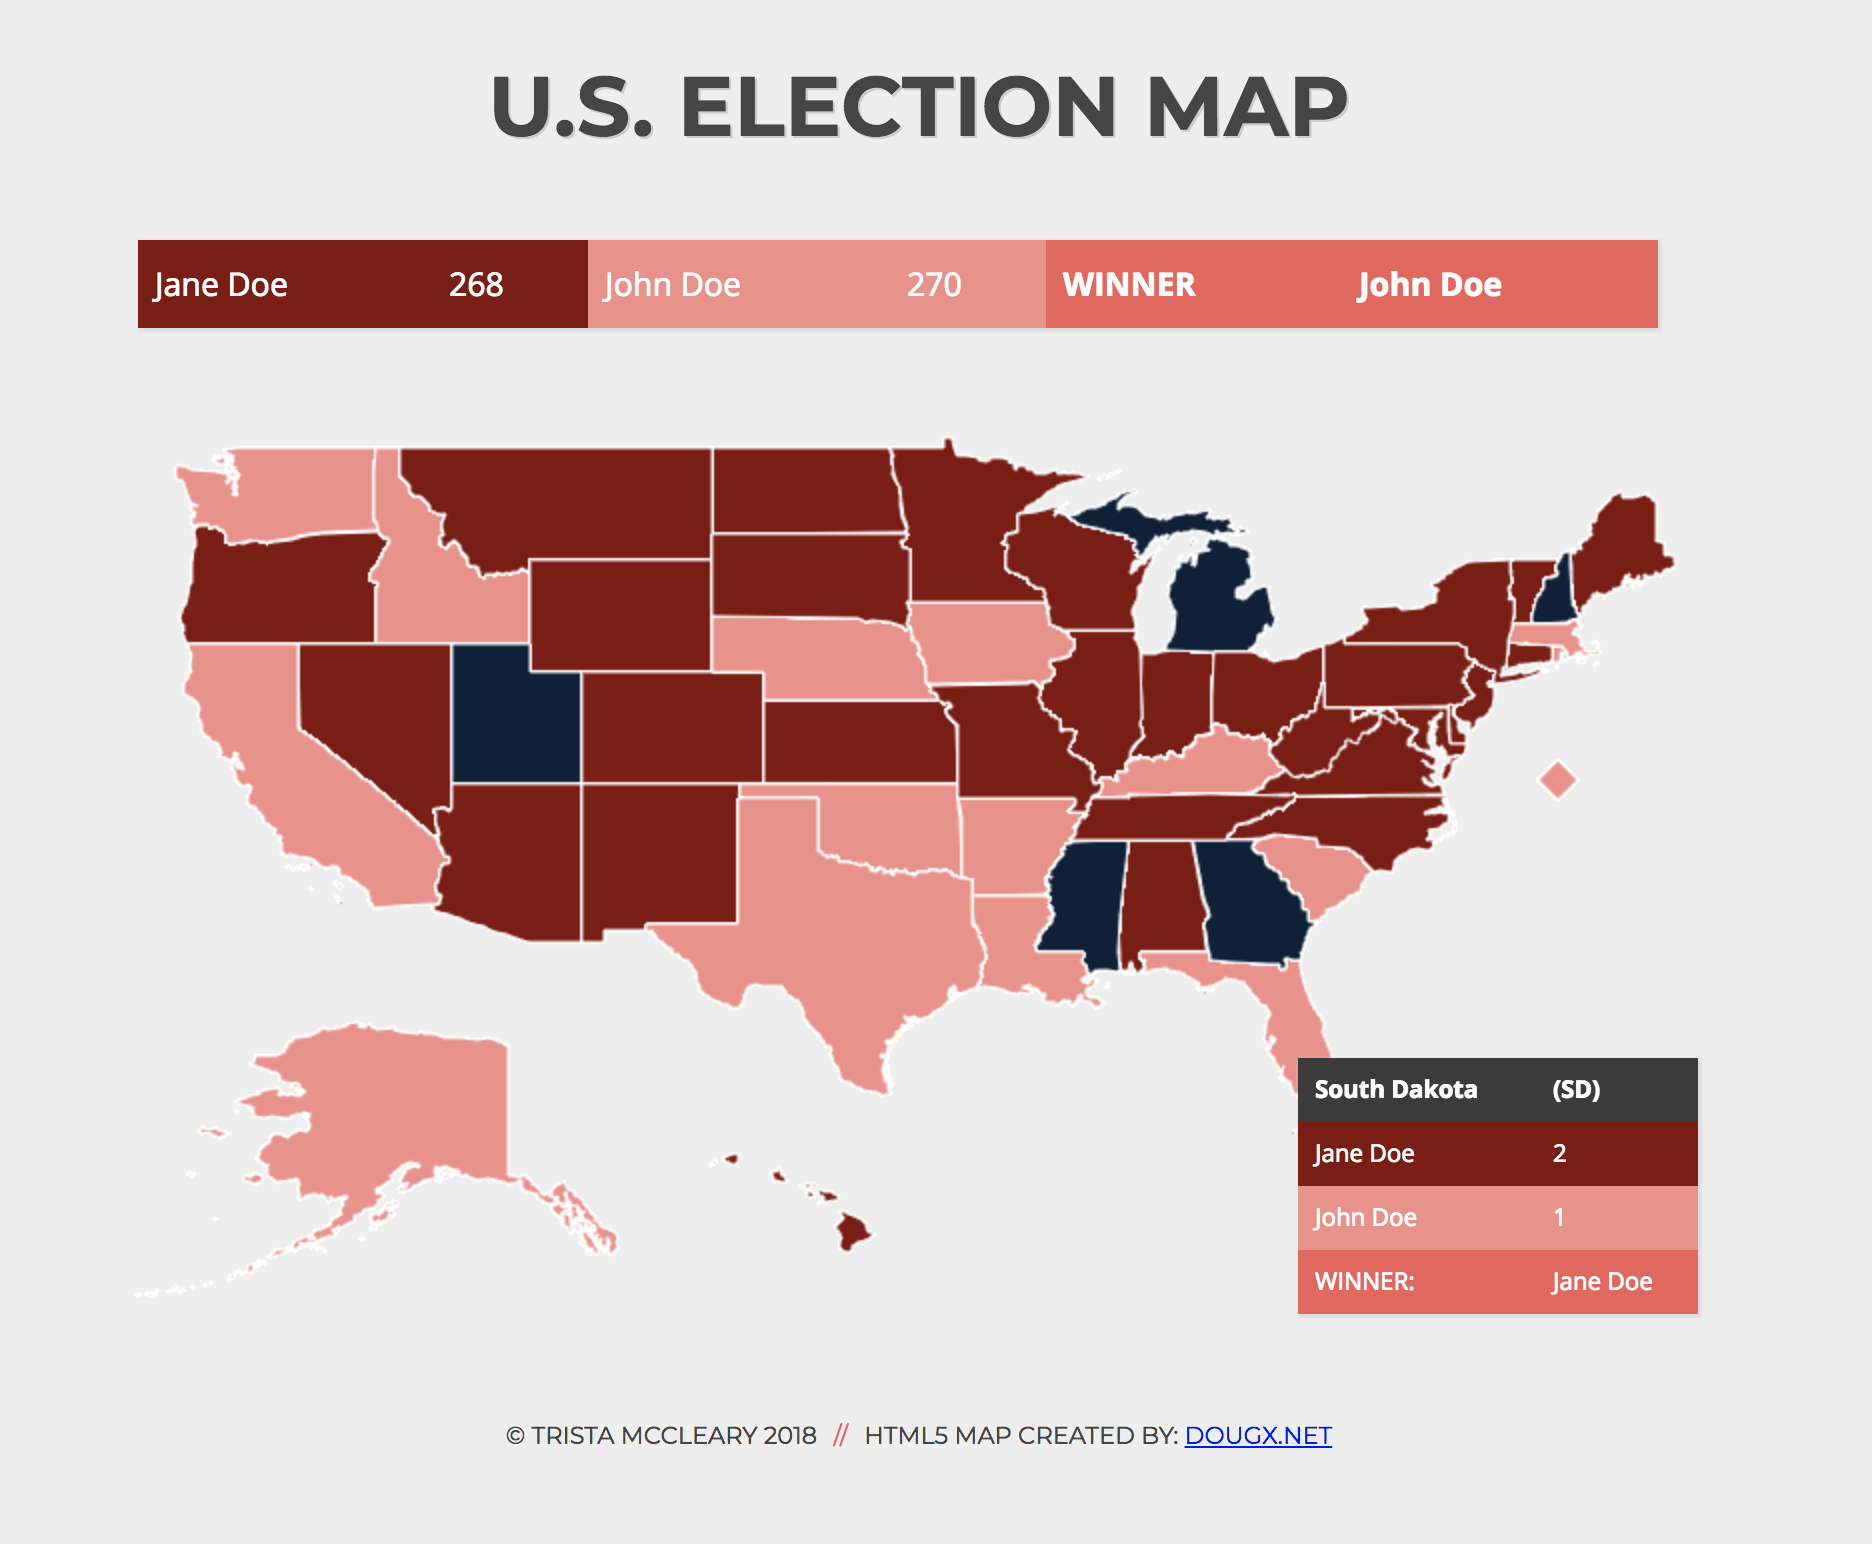 U.S. ELECTION MAP
Jane Doe 268 John Doe 270 WINNER John Doe
South Dakota (SD)
Jane Doe 2
John Doe 1
WINNER: Jane Doe
© TRISTA MCCLEARY 2018 // HTML5 MAP CREATED BY: DOUGX.NET